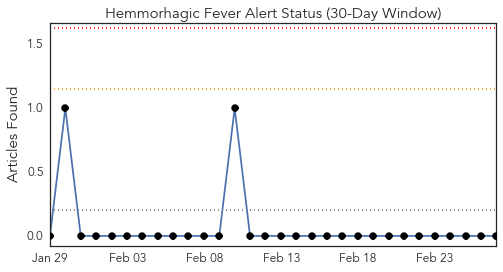 Hemmorhagic Fever Alert Status (30-Day Window)
Articles Found
1.5
1.0
0.5
0.0
Jan 29 Feb 03 Feb 08 Feb 13 Feb 18 Feb 23